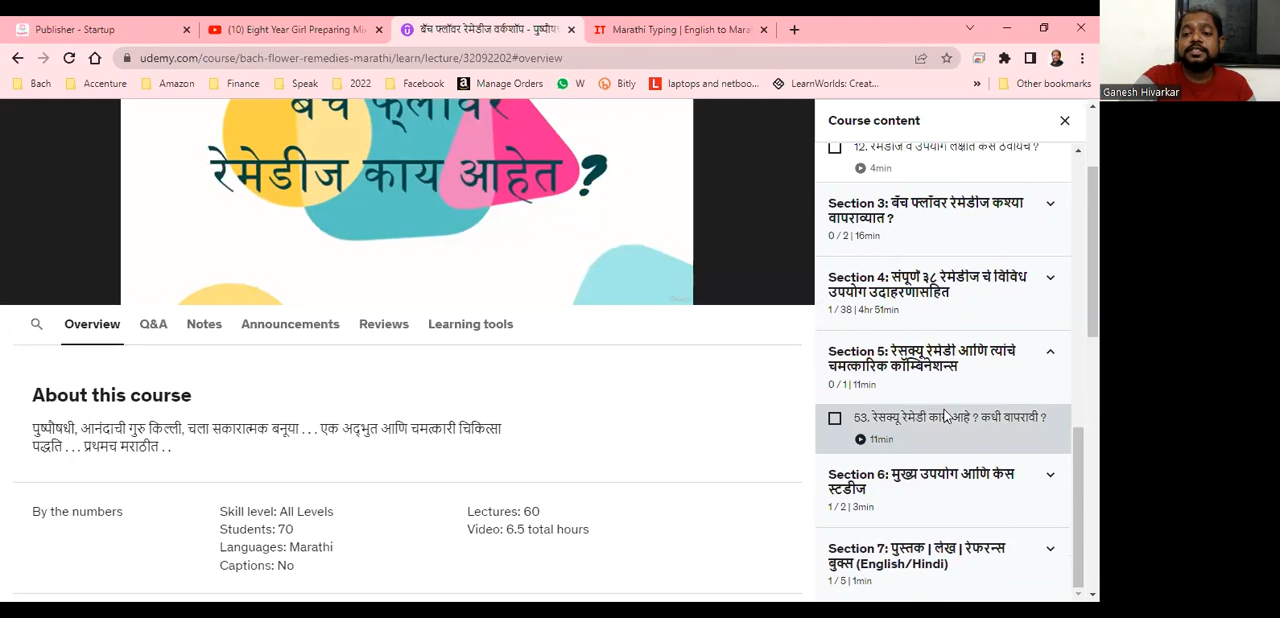 Publisher - Startup
(10) Eight Year Girl Preparing Mi
बॅच फ्लॉवर रेमेडीज वर्कशॉप - पुष्पौष
Marathi Typing | English to Mara
udemy.com/course/bach-flower-remedies-marathi/learn/lecture/32092202#overview
Bach Accenture Amazon Finance Speak 2022 Facebook Manage Orders W Bitly laptops and netboo... LearnWorlds: Creat... » Other bookmarks
Ganesh Hivarkar
बॅच फ्लॉवर
रेमेडीज काय आहेत ?
Overview Q&A Notes Announcements Reviews Learning tools
About this course
पुष्पौषधी, आनंदाची गुरु किल्ली, चला सकारात्मक बनूया . . . एक अद्भुत आणि चमत्कारी चिकित्सा
पद्धति . . . प्रथमच मराठीत . .
By the numbers
Skill level: All Levels
Students: 70
Languages: Marathi
Captions: No
Lectures: 60
Video: 6.5 total hours
Course content
12. रेमेडीज व उपयोग लक्षात कसे ठेवायचे ?
4min
Section 3: बॅच फ्लॉवर रेमेडीज कश्या
वापराव्यात ?
0 / 2 | 16min
Section 4: संपूर्ण ३८ रेमेडीज चे विविध
उपयोग उदाहरणासहित
1 / 38 | 4hr 51min
Section 5: रेसक्यू रेमेडी आणि त्यांचे
चमत्कारिक कॉम्बिनेशन्स
0 / 1 | 11min
53. रेसक्यू रेमेडी काय आहे ? कधी वापरावी ?
11min
Section 6: मुख्य उपयोग आणि केस
स्टडीज
1 / 2 | 3min
Section 7: पुस्तक | लेख | रेफरन्स
बुक्स (English/Hindi)
1 / 5 | 1min